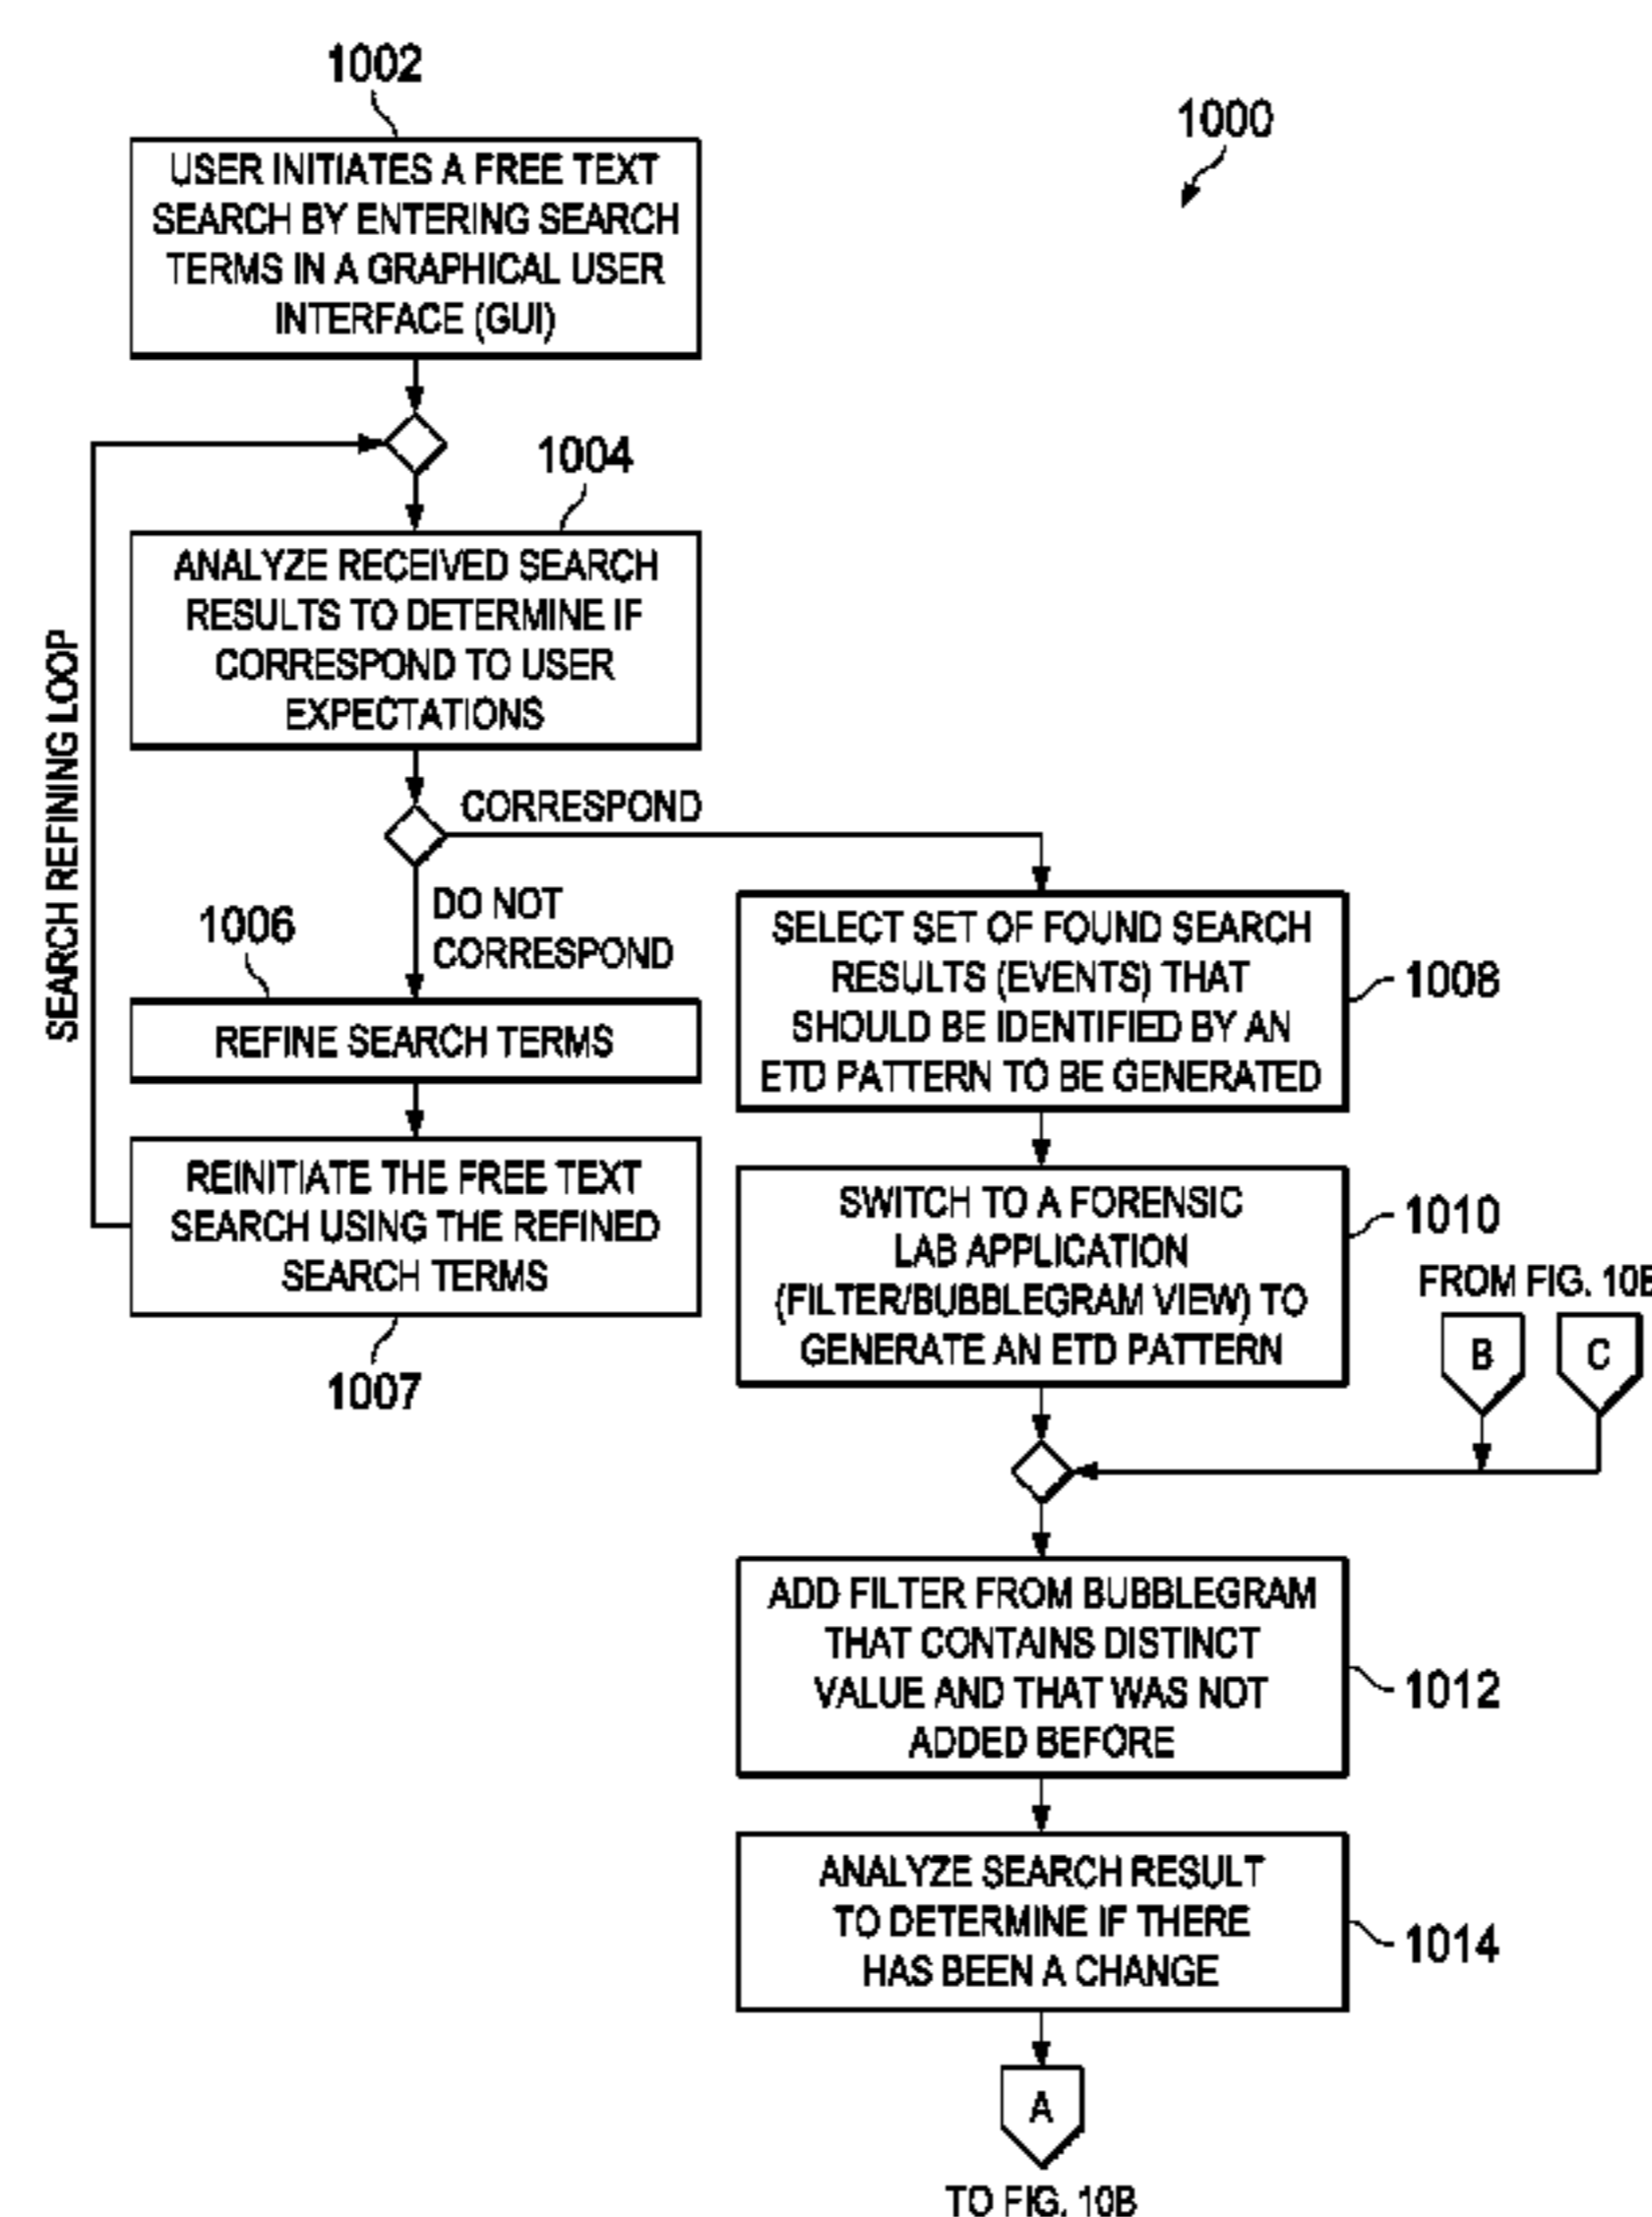 1002
1000
USER INITIATES A FREE TEXT
SEARCH BY ENTERING SEARCH
TERMS IN A GRAPHICAL USER
INTERFACE (GUI)
1004
ANALYZE RECEIVED SEARCH
RESULTS TO DETERMINE IF
CORRESPOND TO USER
EXPECTATIONS
SEARCH REFINING LOOP
CORRESPOND
DO NOT
CORRESPOND
1006
REFINE SEARCH TERMS
REINITIATE THE FREE TEXT
SEARCH USING THE REFINED
SEARCH TERMS
1007
SELECT SET OF FOUND SEARCH
RESULTS (EVENTS) THAT
SHOULD BE IDENTIFIED BY AN
ETD PATTERN TO BE GENERATED
1008
SWITCH TO A FORENSIC
LAB APPLICATION
(FILTER/BUBBLEGRAM VIEW) TO
GENERATE AN ETD PATTERN
1010
FROM FIG. 10B
B
C
ADD FILTER FROM BUBBLEGRAM
THAT CONTAINS DISTINCT
VALUE AND THAT WAS NOT
ADDED BEFORE
1012
ANALYZE SEARCH RESULT
TO DETERMINE IF THERE
HAS BEEN A CHANGE
1014
A
TO FIG. 10B